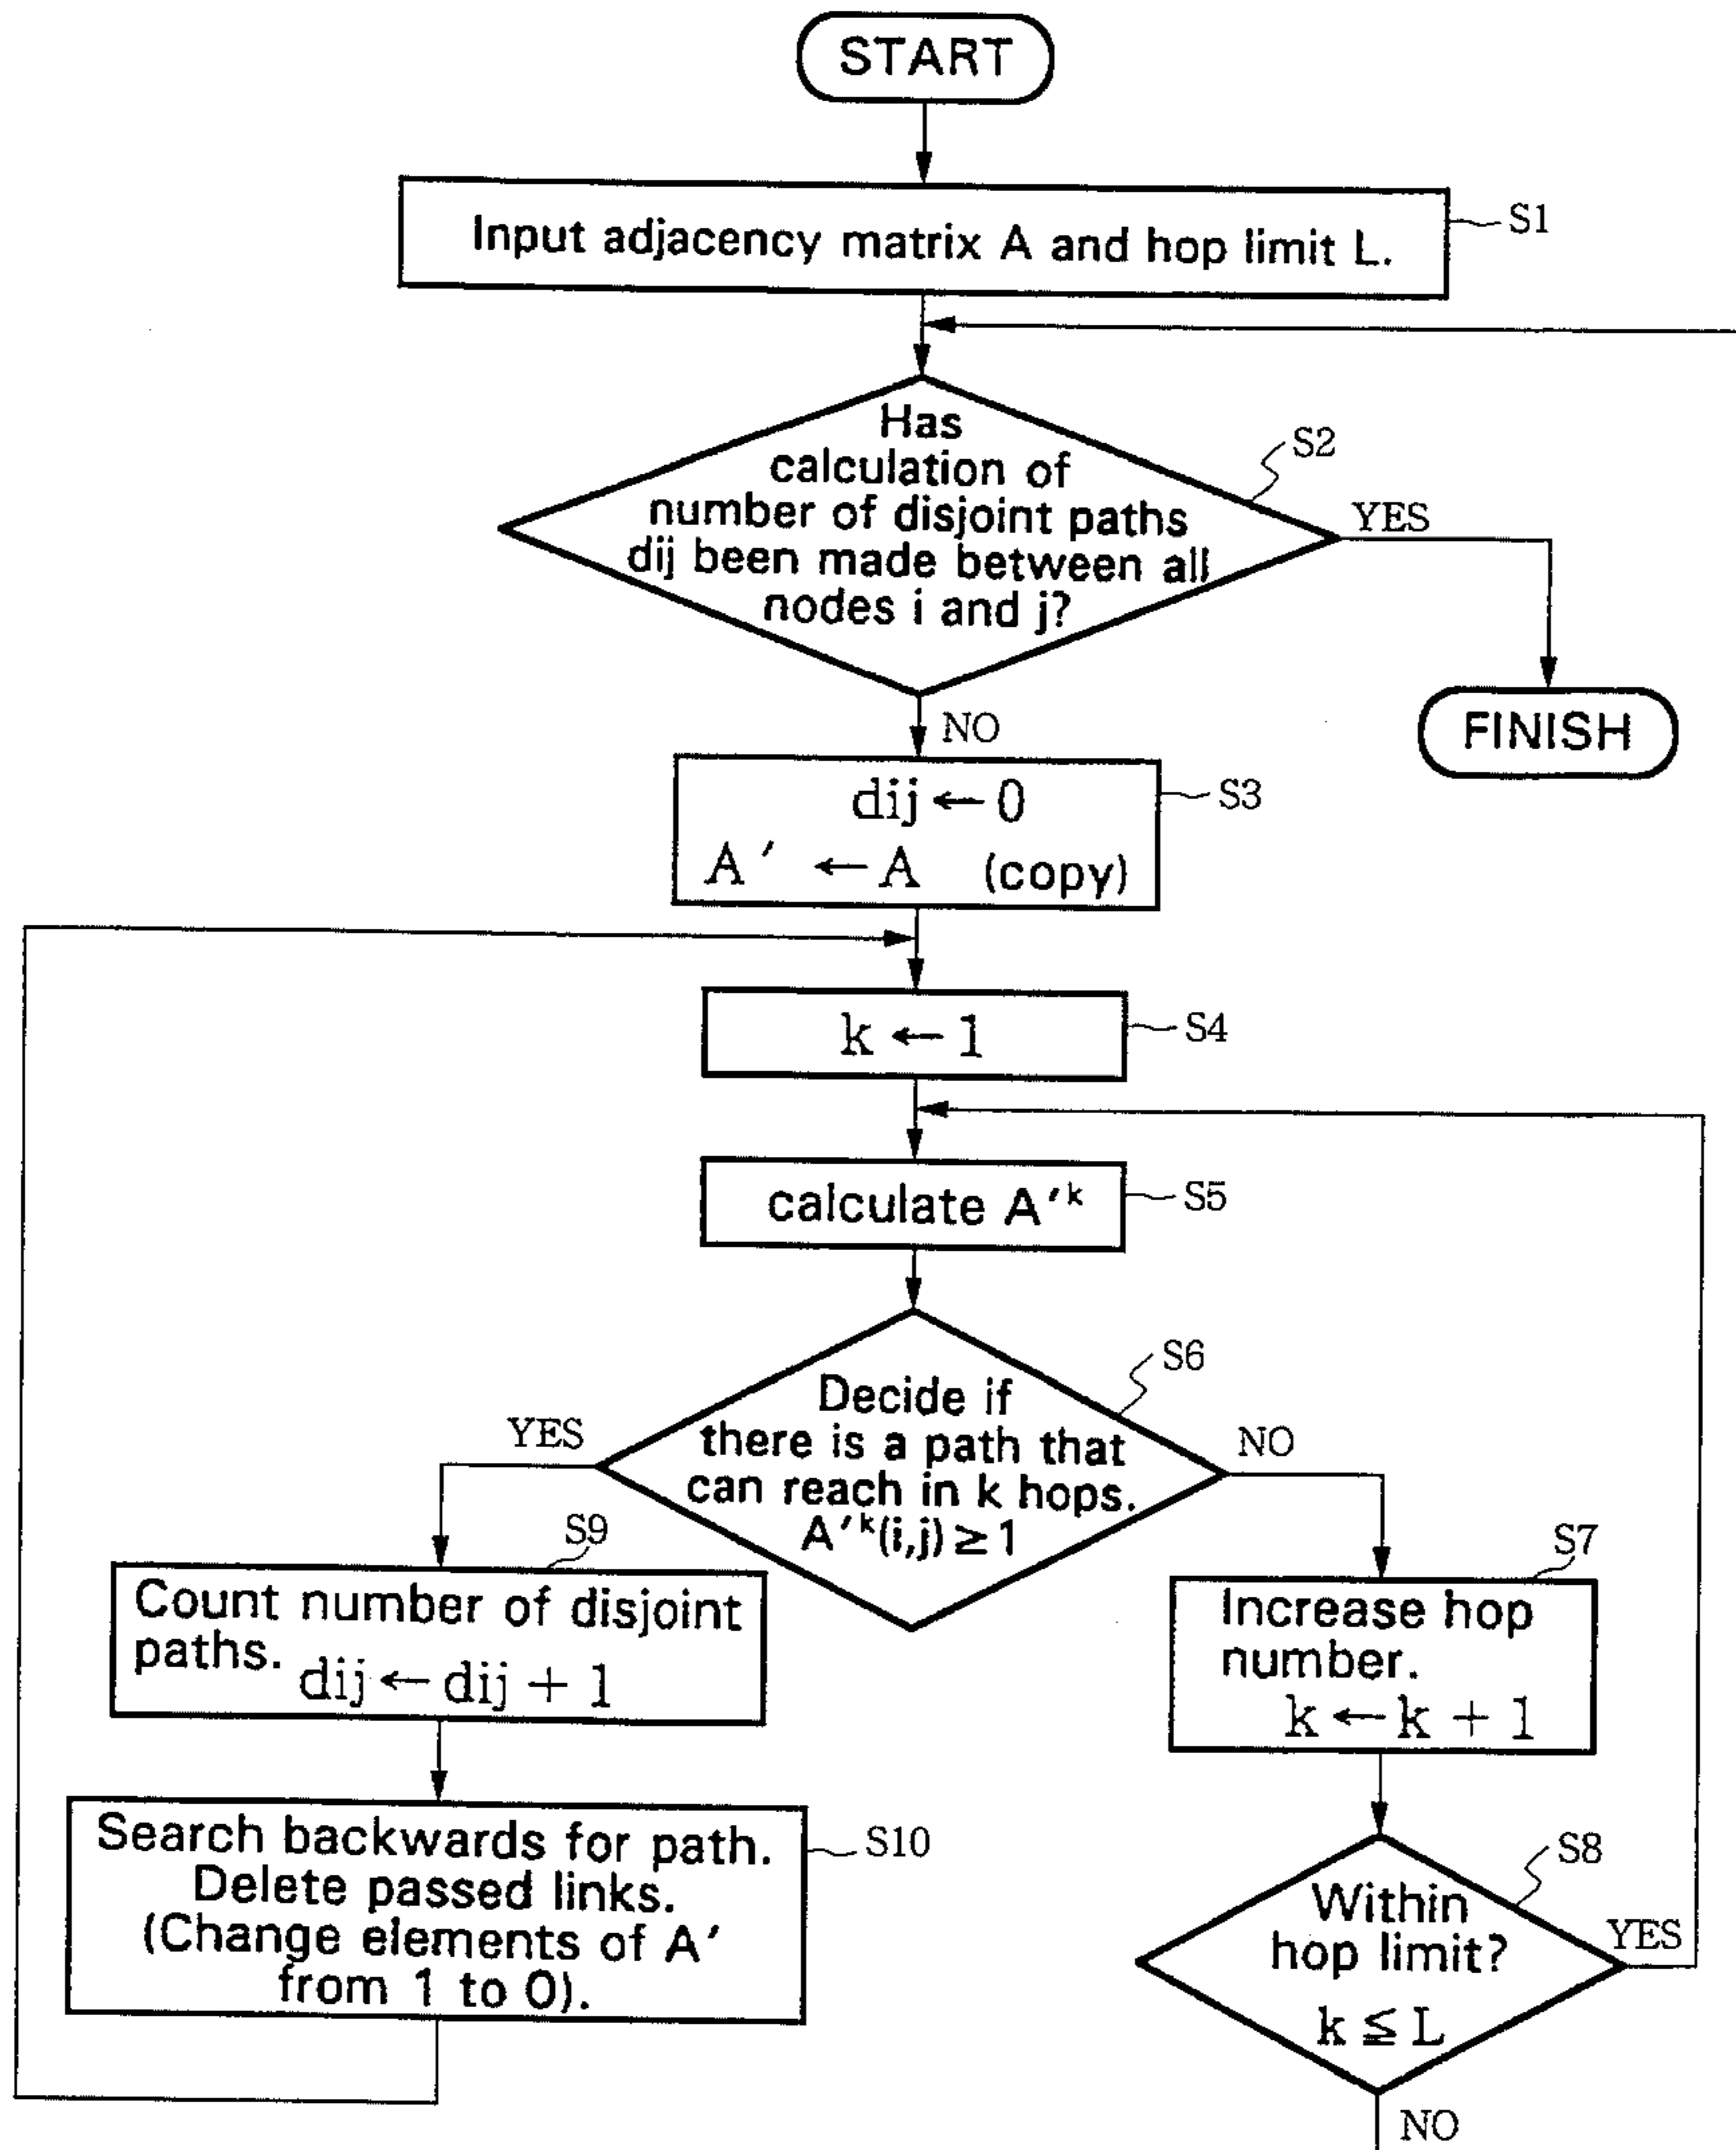 START
Input adjacency matrix A and hop limit L.
S1
Has
calculation of
number of disjoint paths
dij been made between all
nodes i and j?
S2
YES
FINISH
NO
dij ← 0
A′ ← A (copy)
S3
k ← 1
S4
calculate A′ᵏ
S5
Decide if
there is a path that
can reach in k hops.
A′ᵏ(i,j) ≥ 1
S6
YES
NO
S9
Count number of disjoint
paths. dij ← dij + 1
S7
Increase hop
number.
k ← k + 1
Search backwards for path.
Delete passed links.
(Change elements of A′
from 1 to 0).
S10
Within
hop limit?
k ≦ L
S8
YES
NO